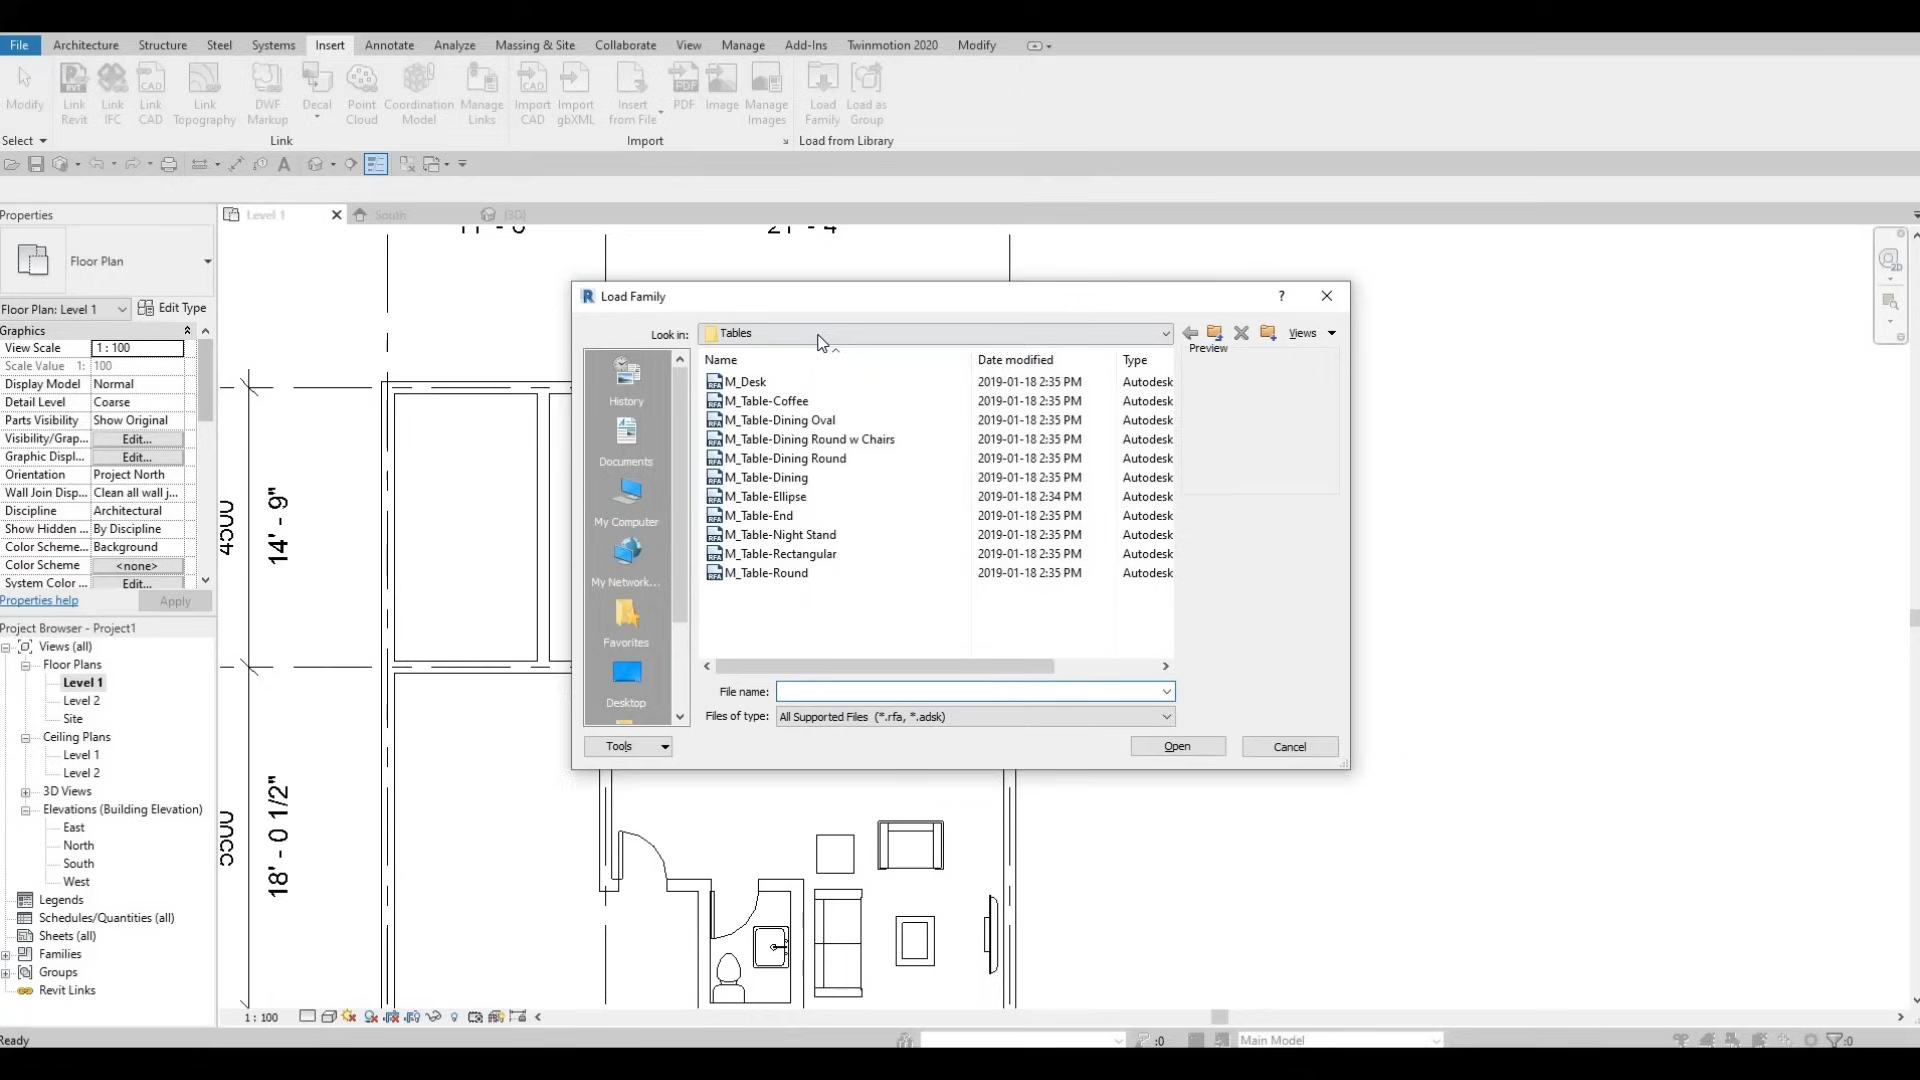 File Architecture Structure Steel Systems Insert Annotate Analyze Massing & Site Collaborate View Manage Add-Ins Twinmotion 2020 Modify
Modify Link Revit Link IFC Link CAD Link Topography DWF Markup Decal Point Cloud Coordination Model Manage Links Import CAD Import gbXML Insert from File PDF Image Manage Images Load Family Load as Group
Select Link Import Load from Library
Properties
Level 1 South {3D}
Floor Plan
Floor Plan: Level 1 Edit Type
Graphics
View Scale 1 : 100
Scale Value 1: 100
Display Model Normal
Detail Level Coarse
Parts Visibility Show Original
Visibility/Grap... Edit...
Graphic Displ... Edit...
Orientation Project North
Wall Join Disp... Clean all wall j...
Discipline Architectural
Show Hidden ... By Discipline
Color Scheme... Background
Color Scheme <none>
System Color ... Edit...
Properties help Apply
Project Browser - Project1
Views (all)
Floor Plans
Level 1
Level 2
Site
Ceiling Plans
Level 1
Level 2
3D Views
Elevations (Building Elevation)
East
North
South
West
Legends
Schedules/Quantities (all)
Sheets (all)
Families
Groups
Revit Links
14' - 9"
18' - 0 1/2"
Load Family
Look in: Tables Views
Preview
Name Date modified Type
M_Desk 2019-01-18 2:35 PM Autodesk
M_Table-Coffee 2019-01-18 2:35 PM Autodesk
M_Table-Dining Oval 2019-01-18 2:35 PM Autodesk
M_Table-Dining Round w Chairs 2019-01-18 2:35 PM Autodesk
M_Table-Dining Round 2019-01-18 2:35 PM Autodesk
M_Table-Dining 2019-01-18 2:35 PM Autodesk
M_Table-Ellipse 2019-01-18 2:34 PM Autodesk
M_Table-End 2019-01-18 2:35 PM Autodesk
M_Table-Night Stand 2019-01-18 2:35 PM Autodesk
M_Table-Rectangular 2019-01-18 2:35 PM Autodesk
M_Table-Round 2019-01-18 2:35 PM Autodesk
History
Documents
My Computer
My Network...
Favorites
Desktop
File name:
Files of type: All Supported Files (*.rfa, *.adsk)
Tools Open Cancel
1 : 100
Ready :0 Main Model :0